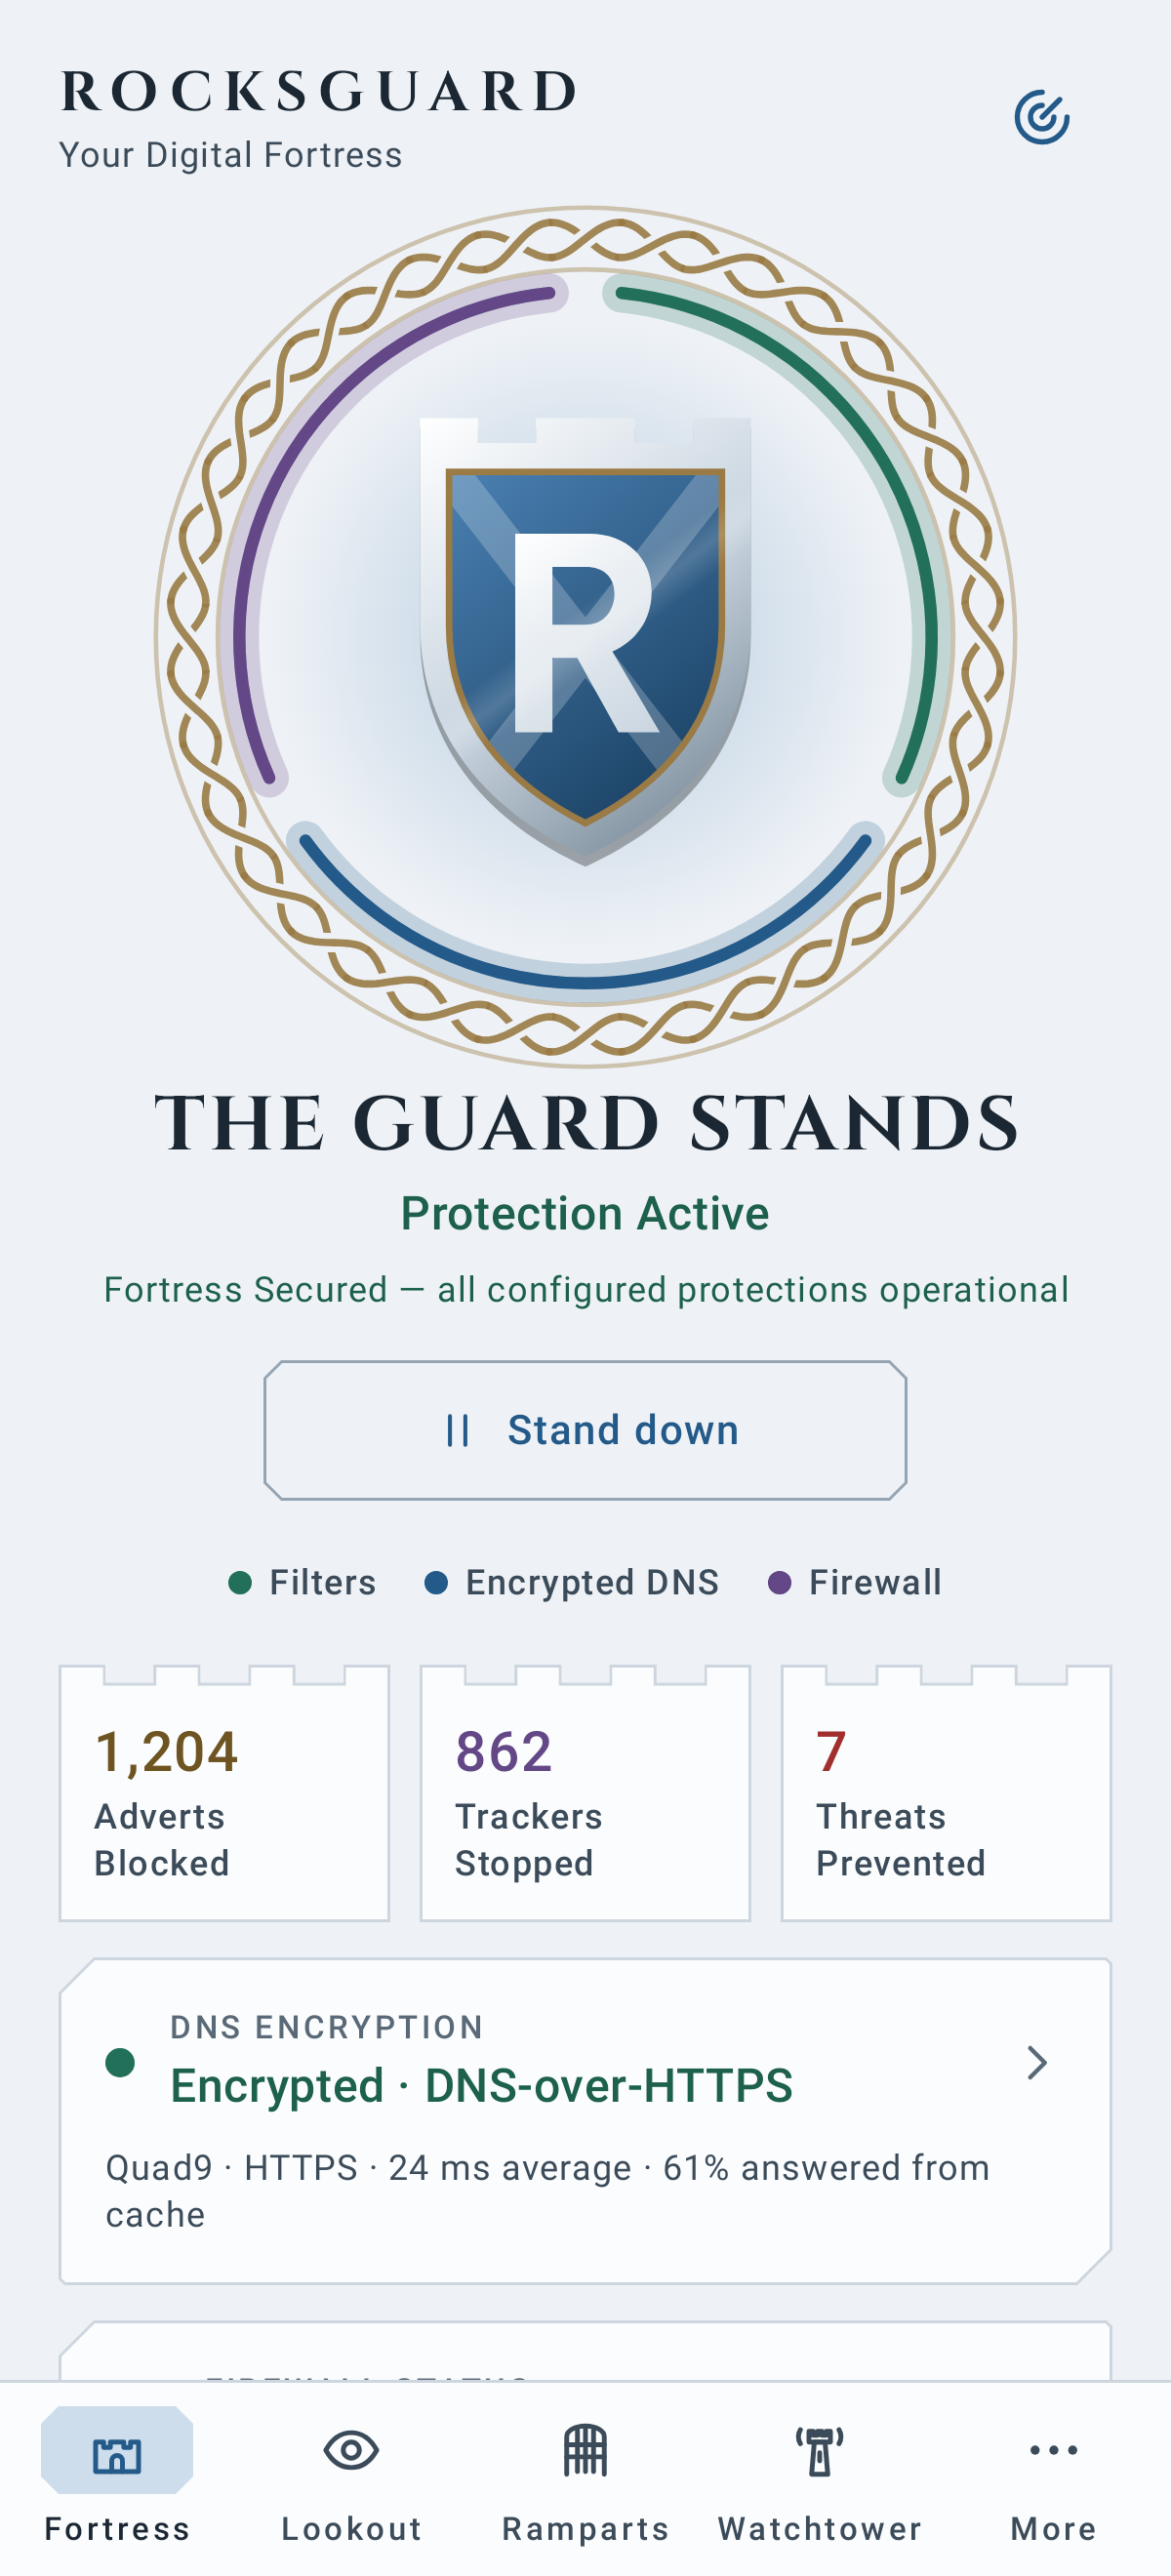 ROCKSGUARD
Your Digital Fortress
R
THE GUARD STANDS
Protection Active
Fortress Secured — all configured protections operational
Stand down
Filters
Encrypted DNS
Firewall
1,204
Adverts
Blocked
862
Trackers
Stopped
7
Threats
Prevented
DNS ENCRYPTION
Encrypted · DNS-over-HTTPS
Quad9 · HTTPS · 24 ms average · 61% answered from
cache
Fortress
Lookout
Ramparts
Watchtower
More